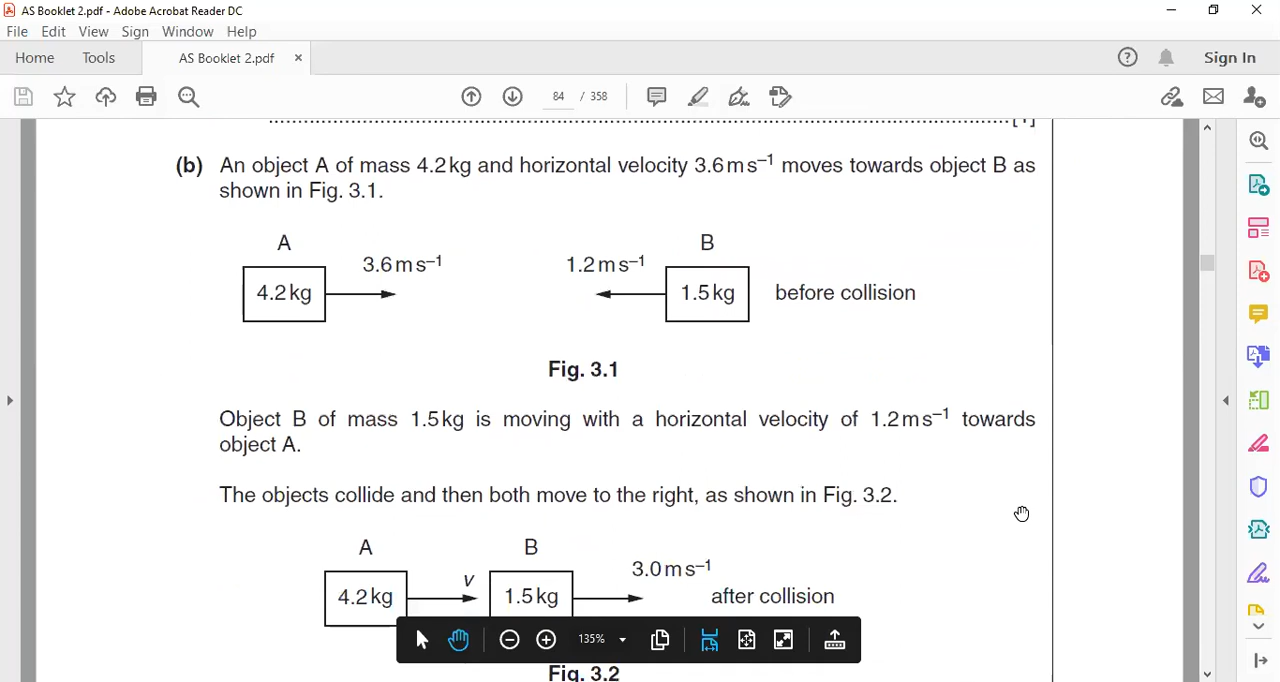 AS Booklet 2.pdf - Adobe Acrobat Reader DC
File Edit View Sign Window Help
Home Tools AS Booklet 2.pdf × Sign In
84 / 358
(b) An object A of mass 4.2 kg and horizontal velocity 3.6 m s⁻¹ moves towards object B as
shown in Fig. 3.1.
A B
3.6 m s⁻¹ 1.2 m s⁻¹
4.2 kg 1.5 kg before collision
Fig. 3.1
Object B of mass 1.5 kg is moving with a horizontal velocity of 1.2 m s⁻¹ towards
object A.
The objects collide and then both move to the right, as shown in Fig. 3.2.
A B
v 3.0 m s⁻¹
4.2 kg 1.5 kg after collision
135%
Fig. 3.2